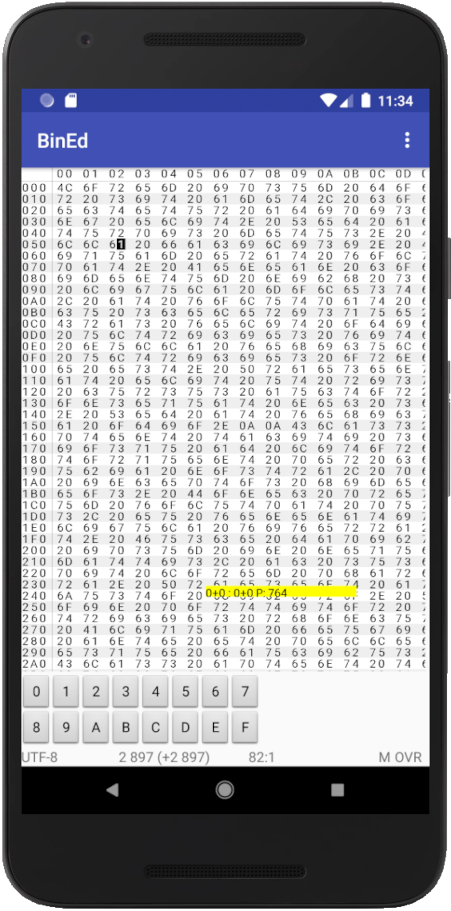 11:34
BinEd
00 01 02 03 04 05 06 07 08 09 0A 0B 0C 0D
000 4C 6F 72 65 6D 20 69 70 73 75 6D 20 64 6F
010 72 20 73 69 74 20 61 6D 65 74 2C 20 63 6F
020 65 63 74 65 74 75 72 20 61 64 69 70 69 73
030 6E 67 20 65 6C 69 74 2E 20 53 65 64 20 61
040 74 75 72 70 69 73 20 6D 65 74 75 73 2E 20
050 6C 6C 61 20 66 61 63 69 6C 69 73 69 2E 20
060 69 71 75 61 6D 20 65 72 61 74 20 76 6F 6C
070 70 61 74 2E 20 41 65 6E 65 61 6E 20 63 6F
080 69 6D 65 6E 74 75 6D 20 6E 69 62 68 20 73
090 20 6C 69 67 75 6C 61 20 6D 6F 6C 65 73 74
0A0 2C 20 61 74 20 76 6F 6C 75 74 70 61 74 20
0B0 63 75 20 73 63 65 6C 65 72 69 73 71 75 65
0C0 43 72 61 73 20 76 65 6C 69 74 20 6F 64 69
0D0 20 75 6C 74 72 69 63 69 65 73 20 76 69 74
0E0 20 6E 75 6C 6C 61 20 76 65 68 69 63 75 6C
0F0 20 75 6C 74 72 69 63 69 65 73 20 6F 72 6E
100 65 20 65 73 74 2E 20 50 72 61 65 73 65 6E
110 61 74 20 65 6C 69 74 20 75 74 20 72 69 73
120 20 63 75 72 73 75 73 20 61 75 63 74 6F 72
130 6F 6E 73 65 71 75 61 74 20 6E 65 63 20 73
140 2E 20 53 65 64 20 61 74 20 76 65 68 69 63
150 61 20 6F 64 69 6F 2E 0A 0A 43 6C 61 73 73
160 70 74 65 6E 74 20 74 61 63 69 74 69 20 73
170 69 6F 73 71 75 20 61 64 20 6C 69 74 6F 72
180 74 6F 72 71 75 65 6E 74 20 70 65 72 20 63
190 75 62 69 61 20 6E 6F 73 74 72 61 2C 20 70
1A0 20 69 6E 63 65 70 74 6F 73 20 68 69 6D 65
1B0 65 6F 73 2E 20 44 6F 6E 65 63 20 70 72 65
1C0 75 6D 20 76 6F 6C 75 74 70 61 74 20 70 75
1D0 73 2C 20 65 75 20 76 65 6E 65 6E 61 74 69
1E0 6C 69 67 75 6C 61 20 76 69 76 65 72 72 61
1F0 74 2E 20 46 75 73 63 65 20 64 61 70 69 62
200 20 69 70 73 75 6D 20 69 6E 20 6E 65 71 75
210 6D 61 74 74 69 73 2C 20 61 63 20 73 75 73
220 70 69 74 20 6C 6F 72 65 6D 20 70 68 61 72
230 72 61 2E 20 50 72 61 65 73 65 6E 74 20 61
240 6A 75 73 74 6F 20
0+0 : 0+0 P: 764
250 6F 69 6E 20 70 6F 72 74 74 69 74 6F 72 20
260 74 72 69 63 69 65 73 20 72 68 6F 6E 63 75
270 20 41 6C 69 71 75 61 6D 20 66 65 75 67 69
280 20 61 6E 74 65 20 65 74 20 70 65 6C 6C 65
290 65 73 71 75 65 20 66 61 75 63 69 62 75 73
2A0 43 6C 61 73 73 20 61 70 74 65 6E 74 20 74
0 1 2 3 4 5 6 7
8 9 A B C D E F
UTF-8 2 897 (+2 897) 82:1 M OVR